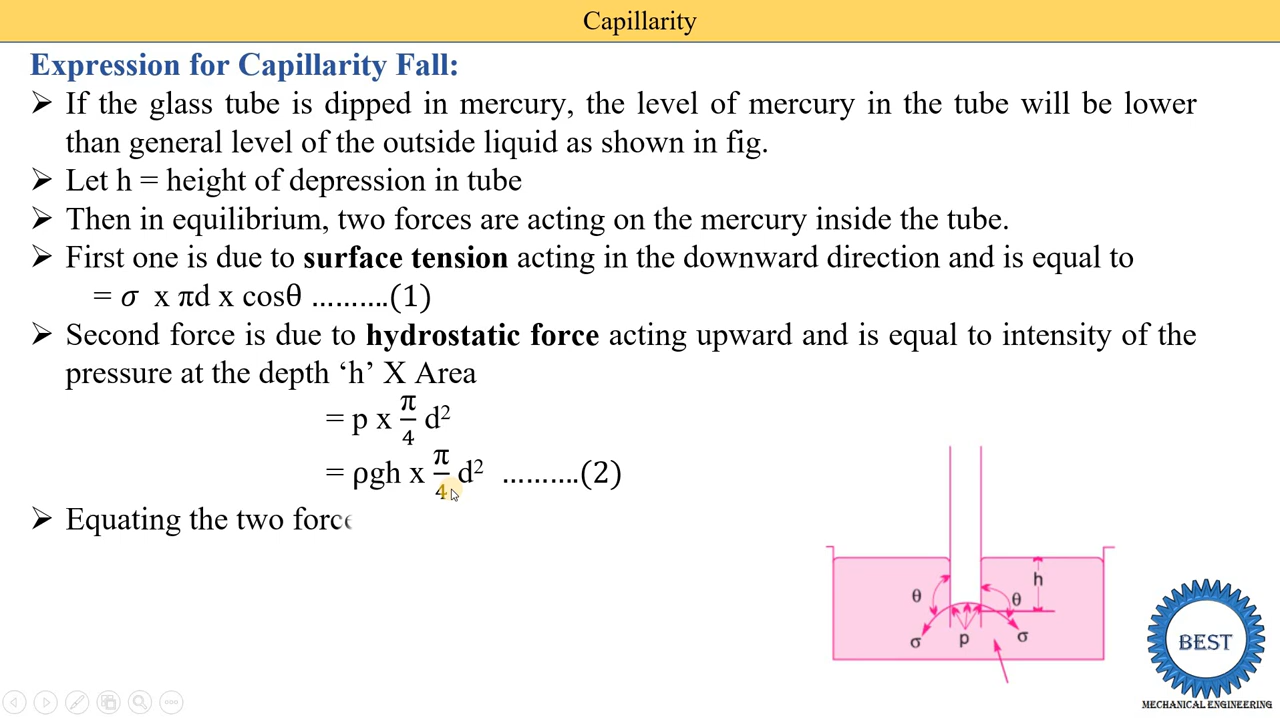 Capillarity
Expression for Capillarity Fall:
➢ If the glass tube is dipped in mercury, the level of mercury in the tube will be lower
than general level of the outside liquid as shown in fig.
➢ Let h = height of depression in tube
➢ Then in equilibrium, two forces are acting on the mercury inside the tube.
➢ First one is due to surface tension acting in the downward direction and is equal to
= σ x πd x cosθ ……….(1)
➢ Second force is due to hydrostatic force acting upward and is equal to intensity of the
pressure at the depth ‘h’ X Area
= p x π/4 d²
= ρgh x π/4 d² ……….(2)
➢ Equating the two force
h
θ θ
σ p σ
BEST
MECHANICAL ENGINEERING